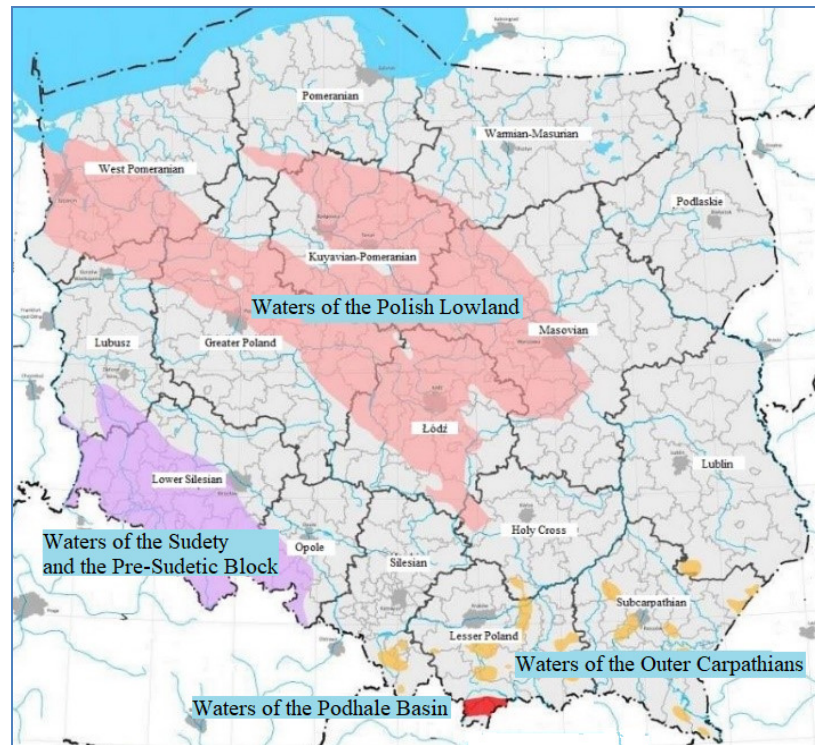 Pomeranian
Warmian-Masurian
West Pomeranian
Podlaskie
Kuyavian-Pomeranian
Waters of the Polish Lowland
Masovian
Lubusz
Greater Poland
Łódź
Lublin
Lower Silesian
Holy Cross
Waters of the Sudety
and the Pre-Sudetic Block
Opole
Silesian
Subcarpathian
Lesser Poland
Waters of the Outer Carpathians
Waters of the Podhale Basin